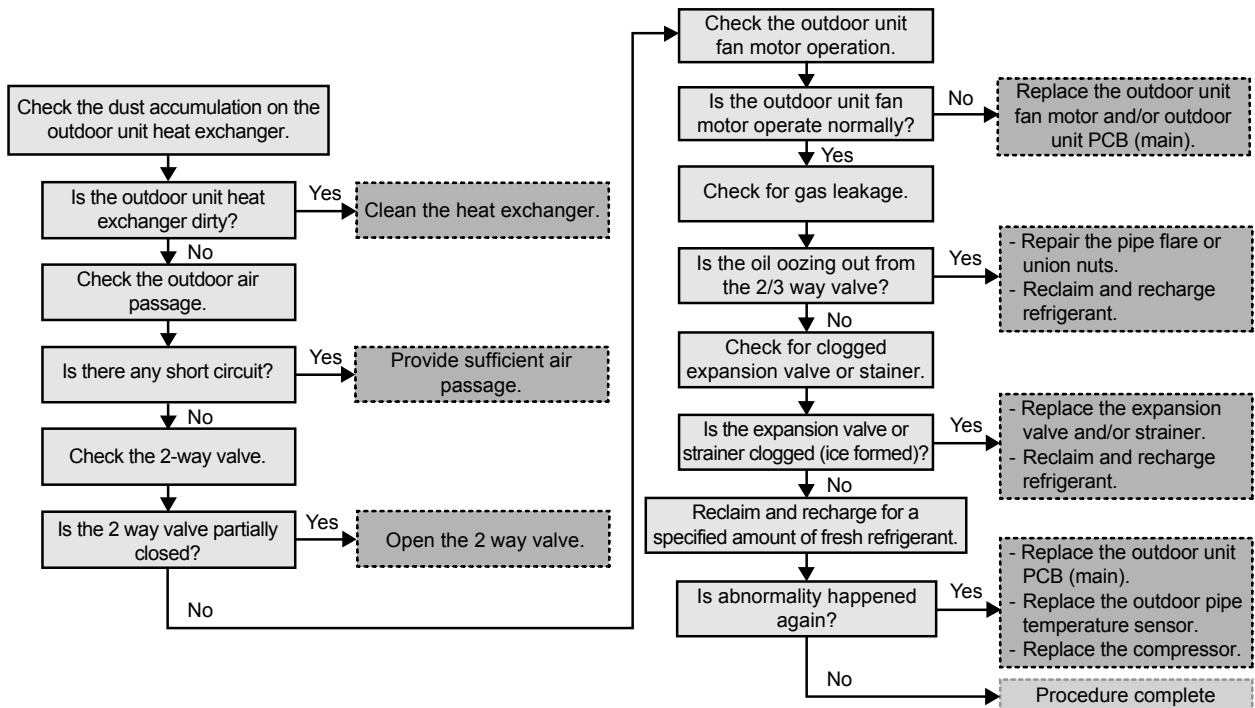 Check the dust accumulation on the
outdoor unit heat exchanger.
Is the outdoor unit heat
exchanger dirty?
Yes
Clean the heat exchanger.
No
Check the outdoor air
passage.
Is there any short circuit?
Yes
Provide sufficient air
passage.
No
Check the 2-way valve.
Is the 2 way valve partially
closed?
Yes
Open the 2 way valve.
No
Check the outdoor unit
fan motor operation.
Is the outdoor unit fan
motor operate normally?
No
Replace the outdoor unit
fan motor and/or outdoor
unit PCB (main).
Yes
Check for gas leakage.
Is the oil oozing out from
the 2/3 way valve?
Yes
- Repair the pipe flare or
union nuts.
- Reclaim and recharge
refrigerant.
No
Check for clogged
expansion valve or stainer.
Is the expansion valve or
strainer clogged (ice formed)?
Yes
- Replace the expansion
valve and/or strainer.
- Reclaim and recharge
refrigerant.
No
Reclaim and recharge for a
specified amount of fresh refrigerant.
Is abnormality happened
again?
Yes
- Replace the outdoor unit
PCB (main).
- Replace the outdoor pipe
temperature sensor.
- Replace the compressor.
No
Procedure complete